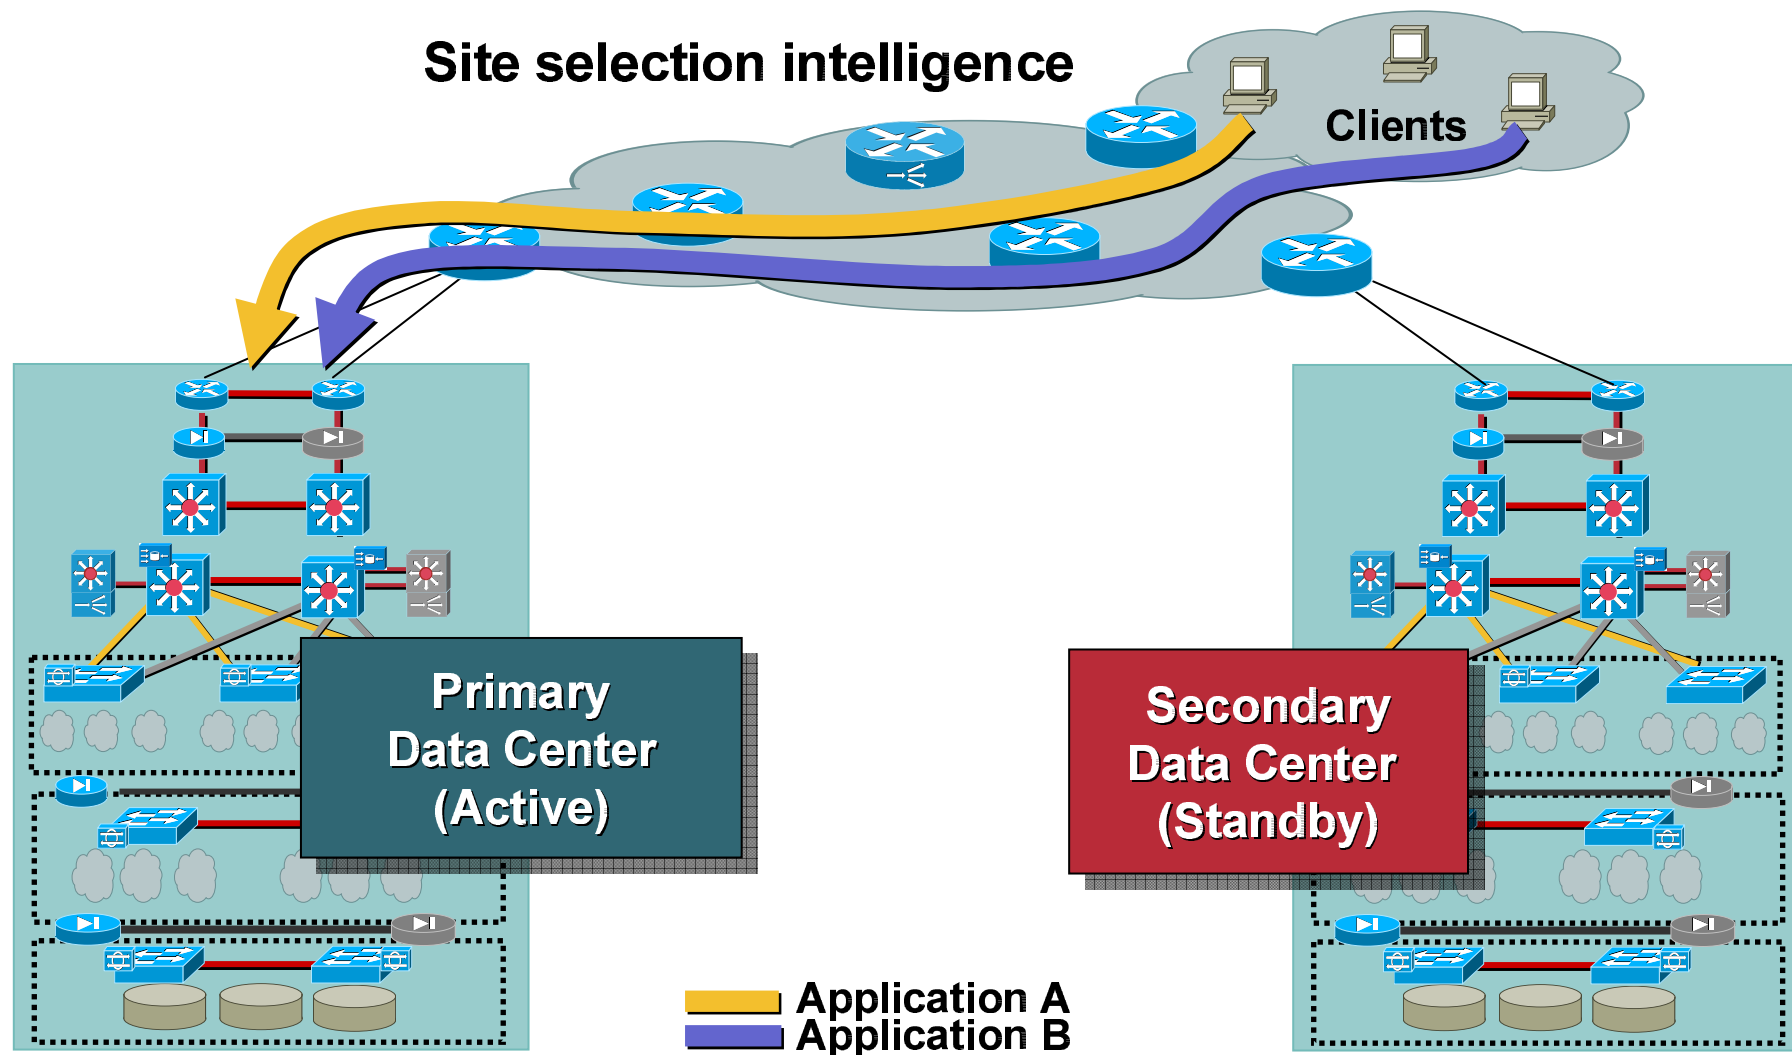 Site selection intelligence
Clients
Primary
Data Center
(Active)
Secondary
Data Center
(Standby)
Application A
Application B